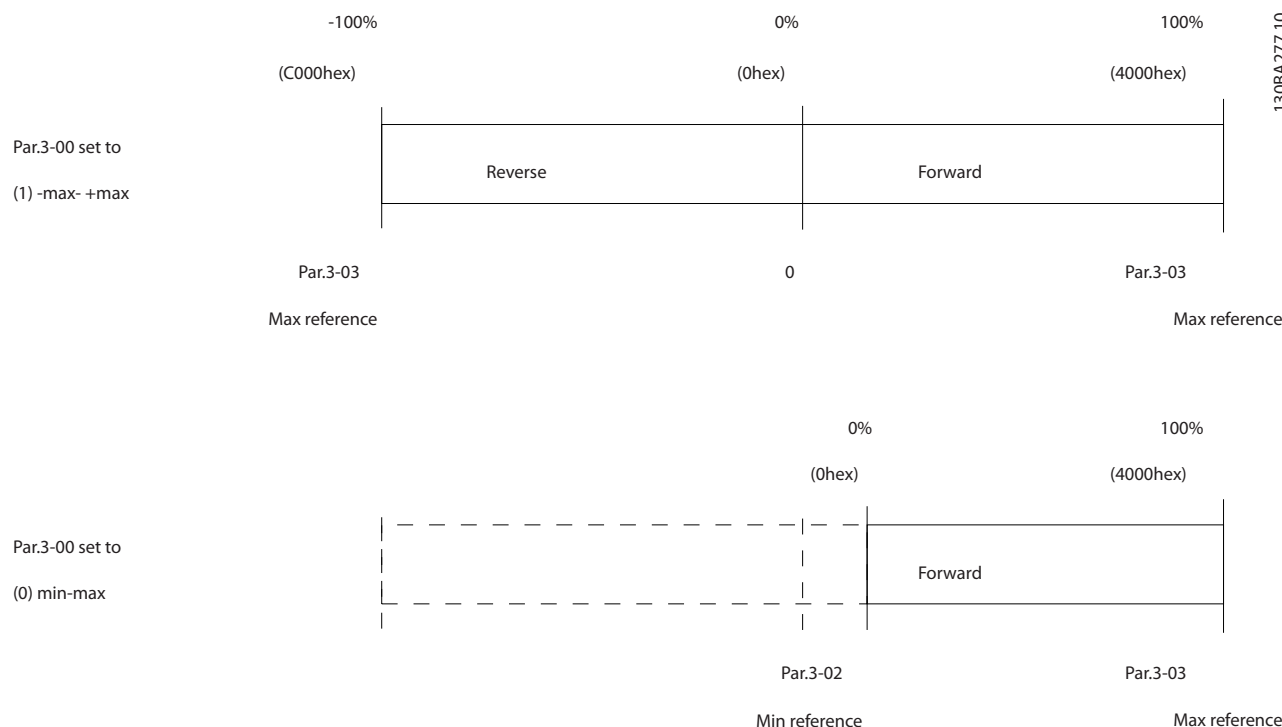 -100% 0% 100%
(C000hex) (0hex) (4000hex)
130BA277.10
Par.3-00 set to
(1) -max- +max
Reverse Forward
Par.3-03 0 Par.3-03
Max reference Max reference
0% 100%
(0hex) (4000hex)
Par.3-00 set to
(0) min-max
Forward
Par.3-02 Par.3-03
Min reference Max reference